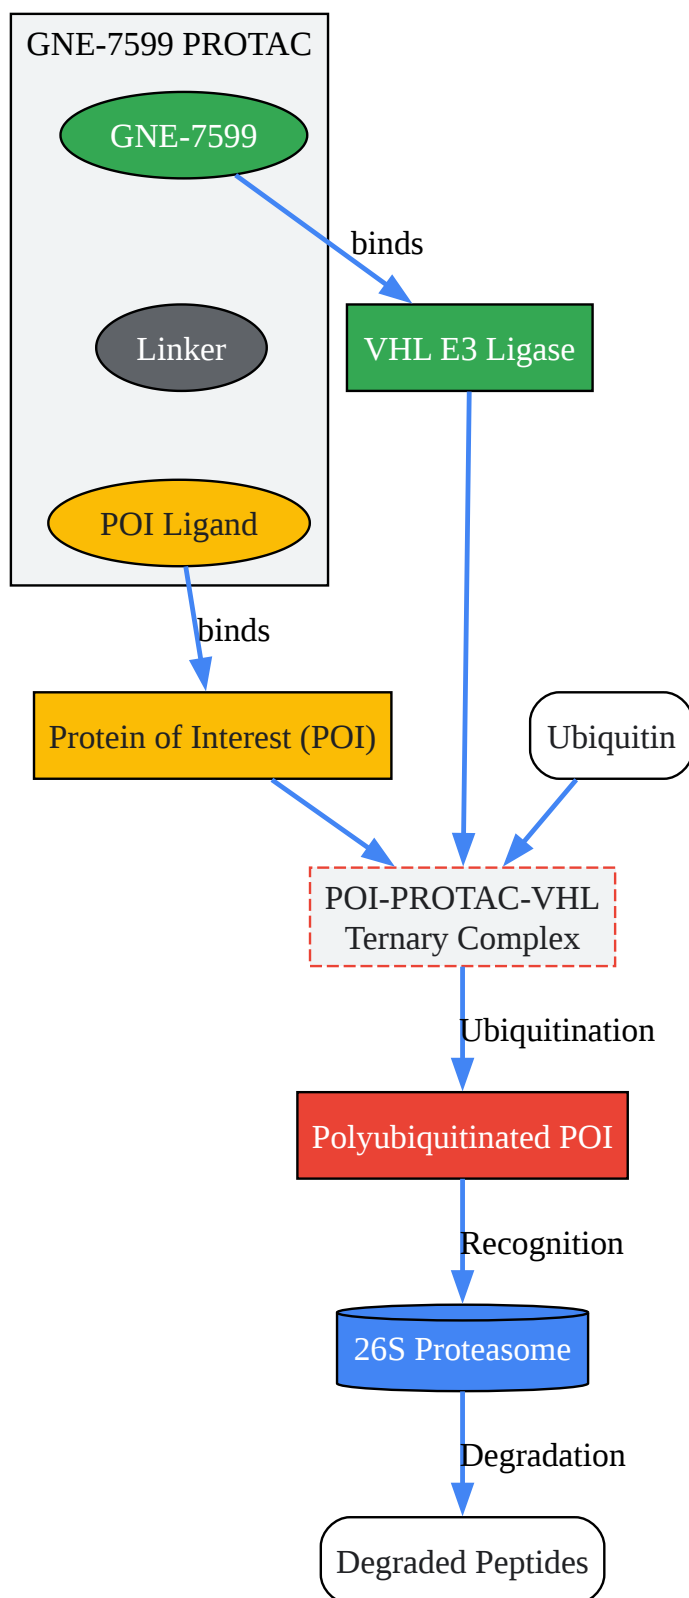 GNE-7599 PROTAC
GNE-7599
binds
Linker
VHL E3 Ligase
POI Ligand
binds
Protein of Interest (POI)
Ubiquitin
POI-PROTAC-VHL
Ternary Complex
Ubiquitination
Polyubiquitinated POI
Recognition
26S Proteasome
Degradation
Degraded Peptides